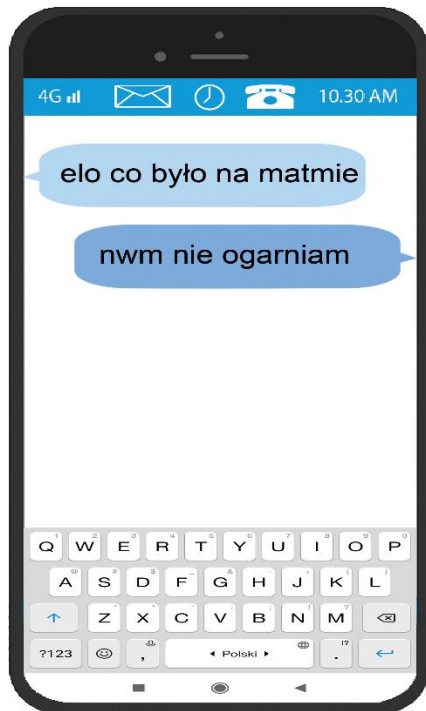 4G 10.30 AM
elo co było na matmie
nwm nie ogarniam
Q W E R T Y U I O P
A S D F G H J K L
Z X C V B N M
?123 , Polski .